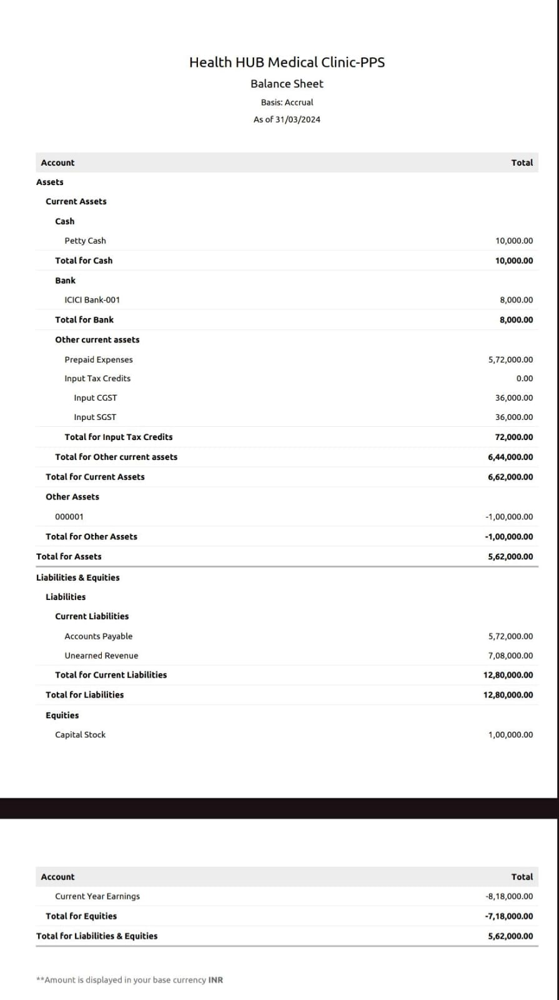 Health HUB Medical Clinic-PPS
Balance Sheet
Basis: Accrual
As of 31/03/2024
Account Total
Assets
Current Assets
Cash
Petty Cash 10,000.00
Total for Cash 10,000.00
Bank
ICICI Bank-001 8,000.00
Total for Bank 8,000.00
Other current assets
Prepaid Expenses 5,72,000.00
Input Tax Credits 0.00
Input CGST 36,000.00
Input SGST 36,000.00
Total for Input Tax Credits 72,000.00
Total for Other current assets 6,44,000.00
Total for Current Assets 6,62,000.00
Other Assets
000001 -1,00,000.00
Total for Other Assets -1,00,000.00
Total for Assets 5,62,000.00
Liabilities & Equities
Liabilities
Current Liabilities
Accounts Payable 5,72,000.00
Unearned Revenue 7,08,000.00
Total for Current Liabilities 12,80,000.00
Total for Liabilities 12,80,000.00
Equities
Capital Stock 1,00,000.00
Account Total
Current Year Earnings -8,18,000.00
Total for Equities -7,18,000.00
Total for Liabilities & Equities 5,62,000.00
**Amount is displayed in your base currency INR